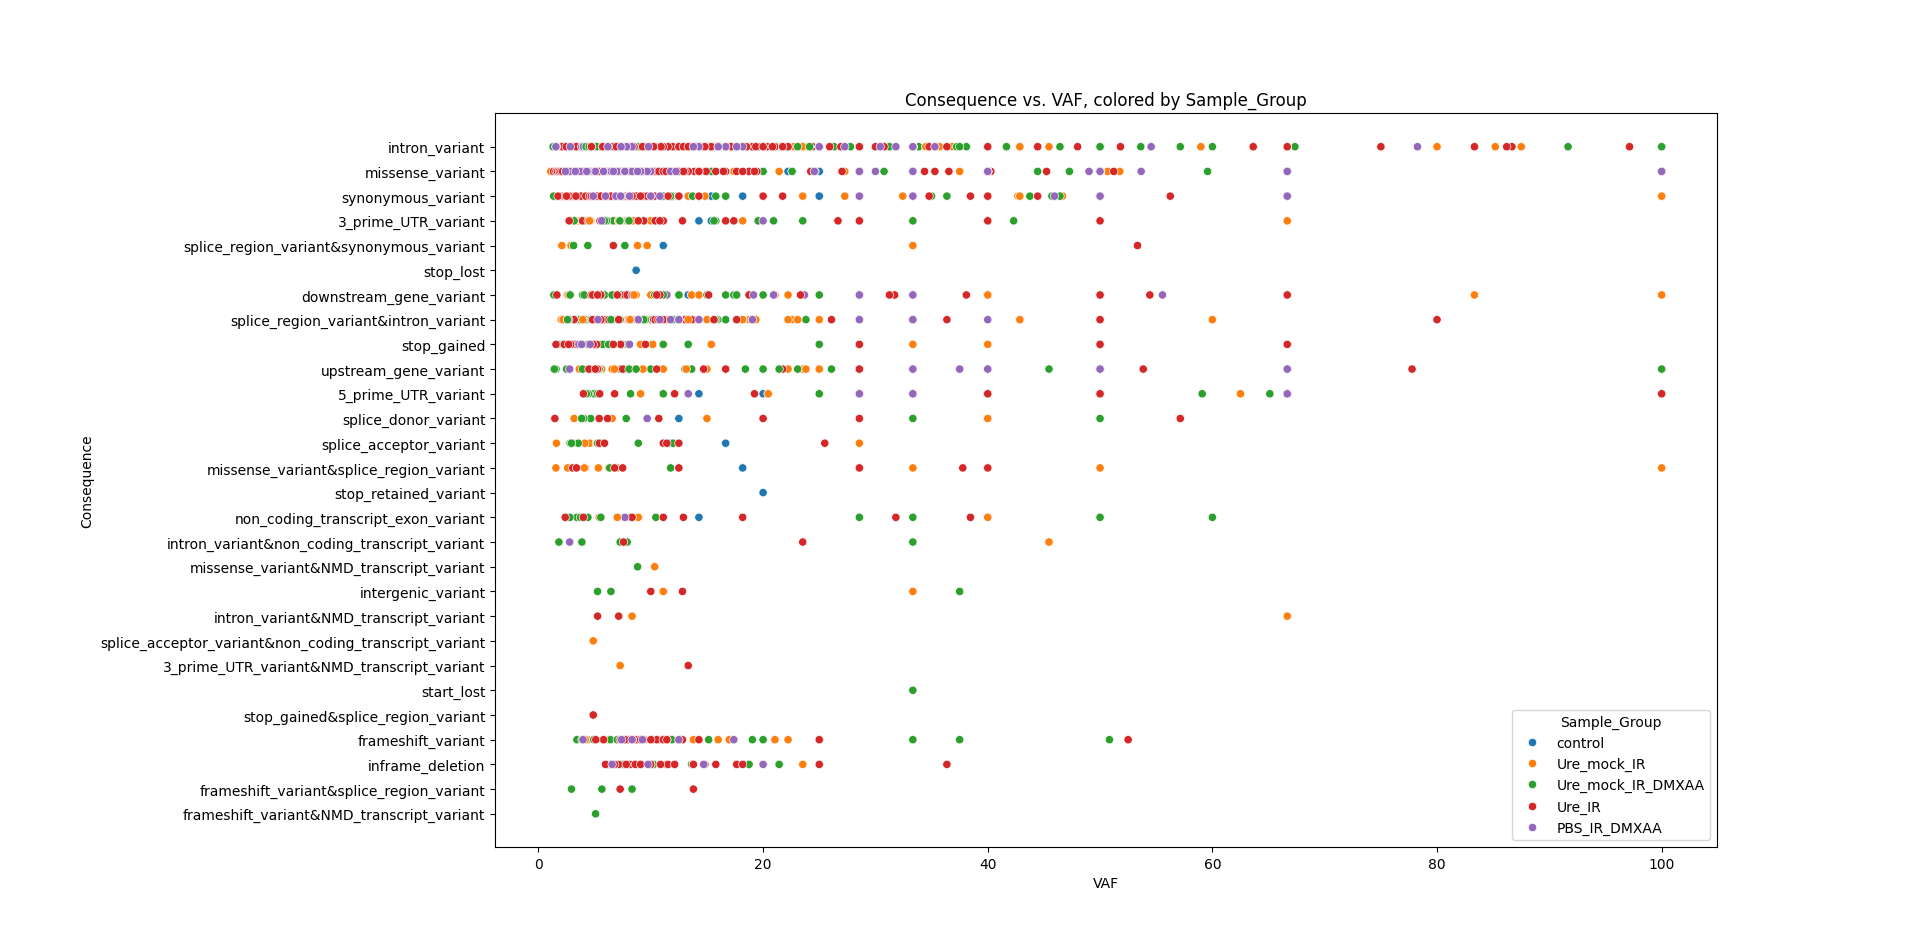 Consequence vs. VAF, colored by Sample_Group
intron_variant
missense_variant
synonymous_variant
3_prime_UTR_variant
splice_region_variant&synonymous_variant
stop_lost
downstream_gene_variant
splice_region_variant&intron_variant
stop_gained
upstream_gene_variant
5_prime_UTR_variant
splice_donor_variant
splice_acceptor_variant
missense_variant&splice_region_variant
stop_retained_variant
non_coding_transcript_exon_variant
intron_variant&non_coding_transcript_variant
missense_variant&NMD_transcript_variant
intergenic_variant
intron_variant&NMD_transcript_variant
splice_acceptor_variant&non_coding_transcript_variant
3_prime_UTR_variant&NMD_transcript_variant
start_lost
stop_gained&splice_region_variant
frameshift_variant
inframe_deletion
frameshift_variant&splice_region_variant
frameshift_variant&NMD_transcript_variant
Consequence
0 20 40 60 80 100
VAF
Sample_Group
control
Ure_mock_IR
Ure_mock_IR_DMXAA
Ure_IR
PBS_IR_DMXAA